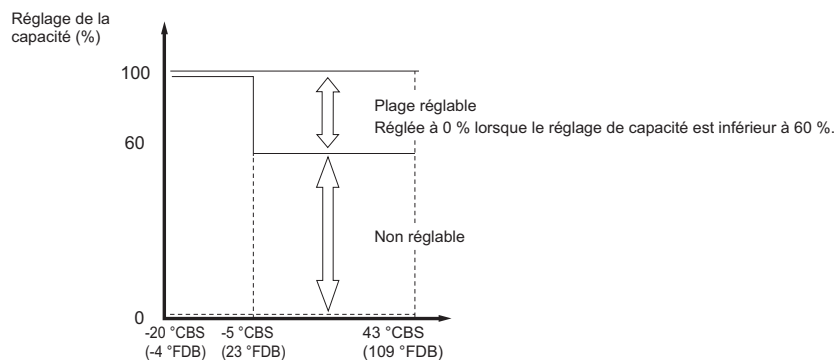 Réglage de la
capacité (%)
100
Plage réglable
Réglée à 0 % lorsque le réglage de capacité est inférieur à 60 %.
60
Non réglable
0
-20 °CBS
(-4 °FDB)
-5 °CBS
(23 °FDB)
43 °CBS
(109 °FDB)